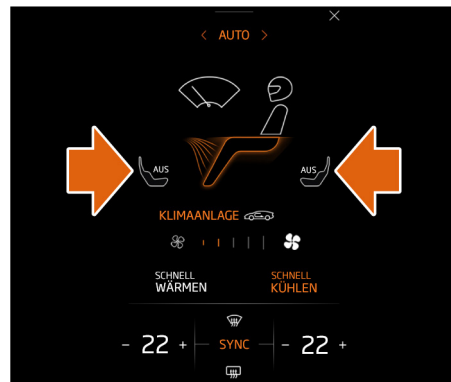 < AUTO >
AUS
AUS
KLIMAANLAGE
SCHNELL
WÄRMEN
SCHNELL
KÜHLEN
- 22 + SYNC - 22 +